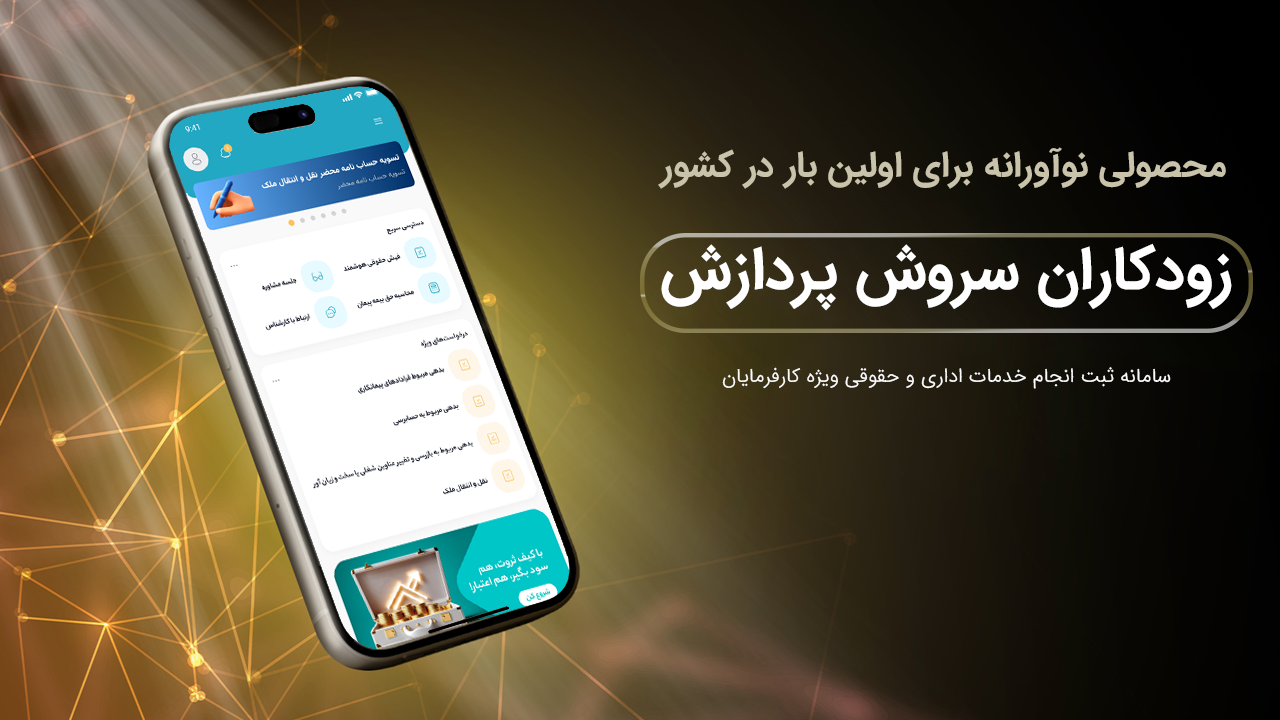 محصولی نوآورانه برای اولین بار در کشور
زودکاران سروش پردازش
سامانه ثبت انجام خدمات اداری و حقوقی ویژه کارفرمایان
9:41
تسویه حساب نامه محضر نقل و انتقال ملک
تسویه حساب نامه محضر
دسترسی سریع
فیش حقوقی هوشمند
جلسه مشاوره
محاسبه حق بیمه پیمان
ارتباط با کارشناس
درخواست‌های ویژه
بدهی مربوط قراردادهای پیمانکاری
بدهی مربوط به حسابرسی
بدهی مربوط به بازرسی و تغییر عناوین شغلی یا سخت و زیان آور
نقل و انتقال ملک
با کیف ثروت، هم
سود بگیر، هم اعتبار!
شروع کن